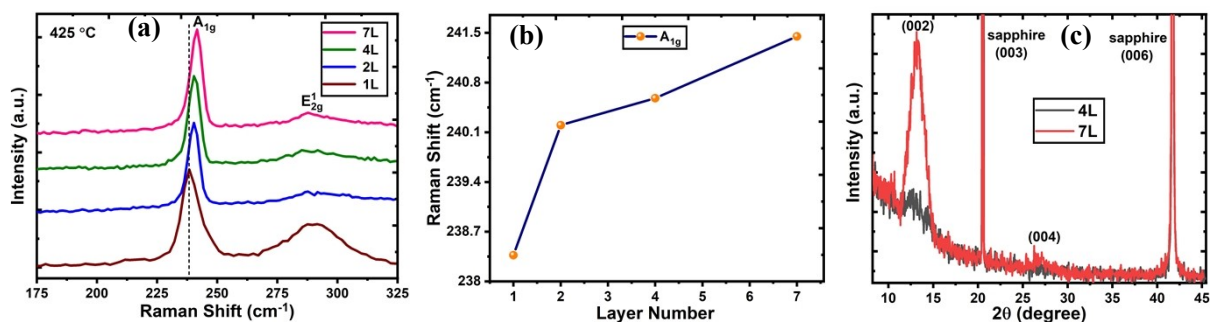 425 °C
(a)
A1g
7L
4L
2L
1L
E12g
Intensity (a.u.)
175 200 225 250 275 300 325
Raman Shift (cm-1)
(b)
A1g
241.5
240.8
240.1
239.4
238.7
238
Raman Shift (cm-1)
1 2 3 4 5 6 7
Layer Number
(002)
sapphire
(003)
sapphire
(006)
(c)
4L
7L
(004)
Intensity (a.u.)
10 15 20 25 30 35 40 45
2θ (degree)